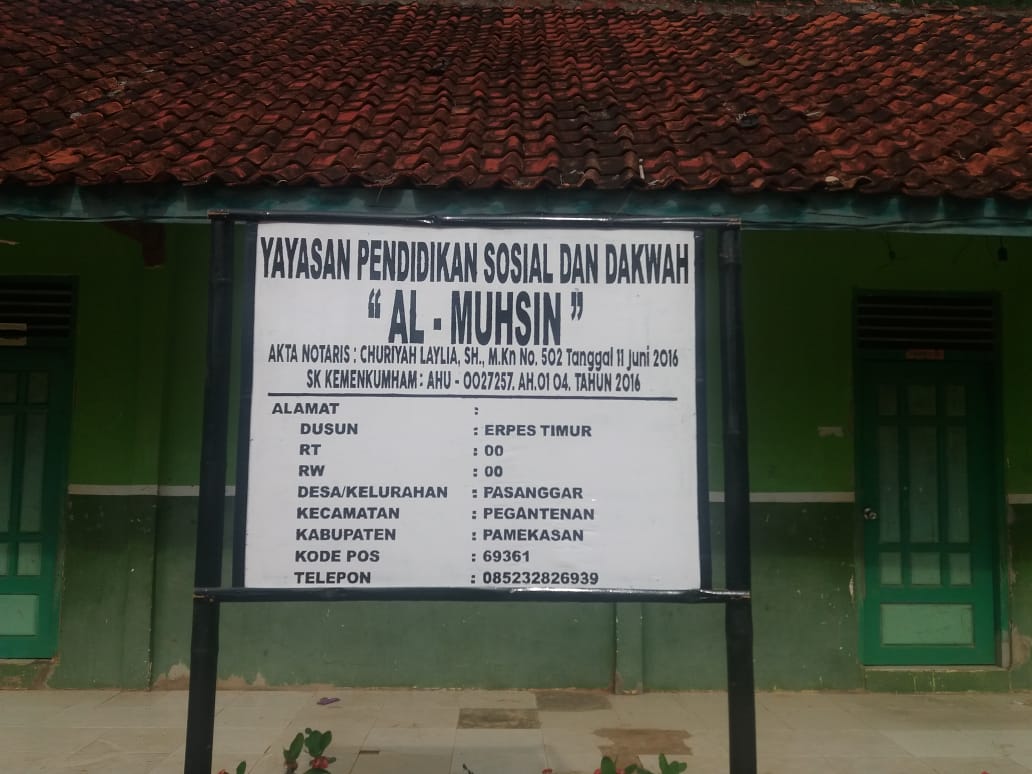 YAYASAN PENDIDIKAN SOSIAL DAN DAKWAH
“ AL - MUHSIN ”
AKTA NOTARIS : CHURIYAH LAYLIA, SH., M.Kn No. 502 Tanggal 11 Juni 2016
SK KEMENKUMHAM : AHU - 0027257. AH.01 04. TAHUN 2016
ALAMAT :
DUSUN : ERPES TIMUR
RT : 00
RW : 00
DESA/KELURAHAN : PASANGGAR
KECAMATAN : PEGANTENAN
KABUPATEN : PAMEKASAN
KODE POS : 69361
TELEPON : 085232826939